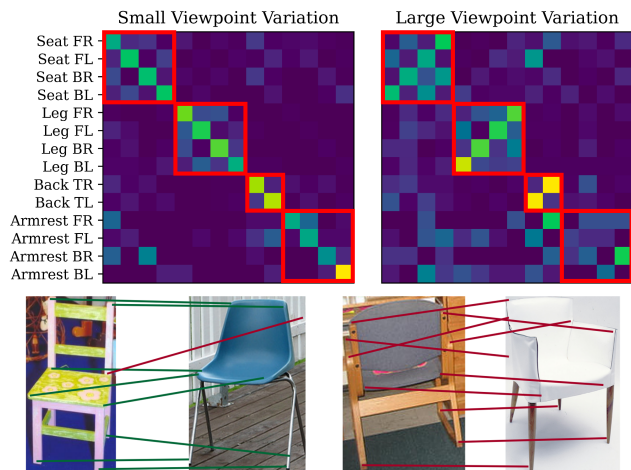 Small Viewpoint Variation
Large Viewpoint Variation
Seat FR
Seat FL
Seat BR
Seat BL
Leg FR
Leg FL
Leg BR
Leg BL
Back TR
Back TL
Armrest FR
Armrest FL
Armrest BR
Armrest BL